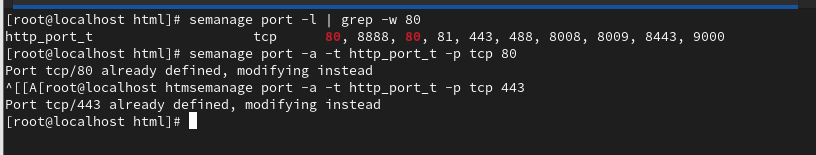 [root@localhost html]# semanage port -l | grep -w 80
http_port_t                    tcp      80, 8888, 80, 81, 443, 488, 8008, 8009, 8443, 9000
[root@localhost html]# semanage port -a -t http_port_t -p tcp 80
Port tcp/80 already defined, modifying instead
^[[A[root@localhost htmsemanage port -a -t http_port_t -p tcp 443
Port tcp/443 already defined, modifying instead
[root@localhost html]#